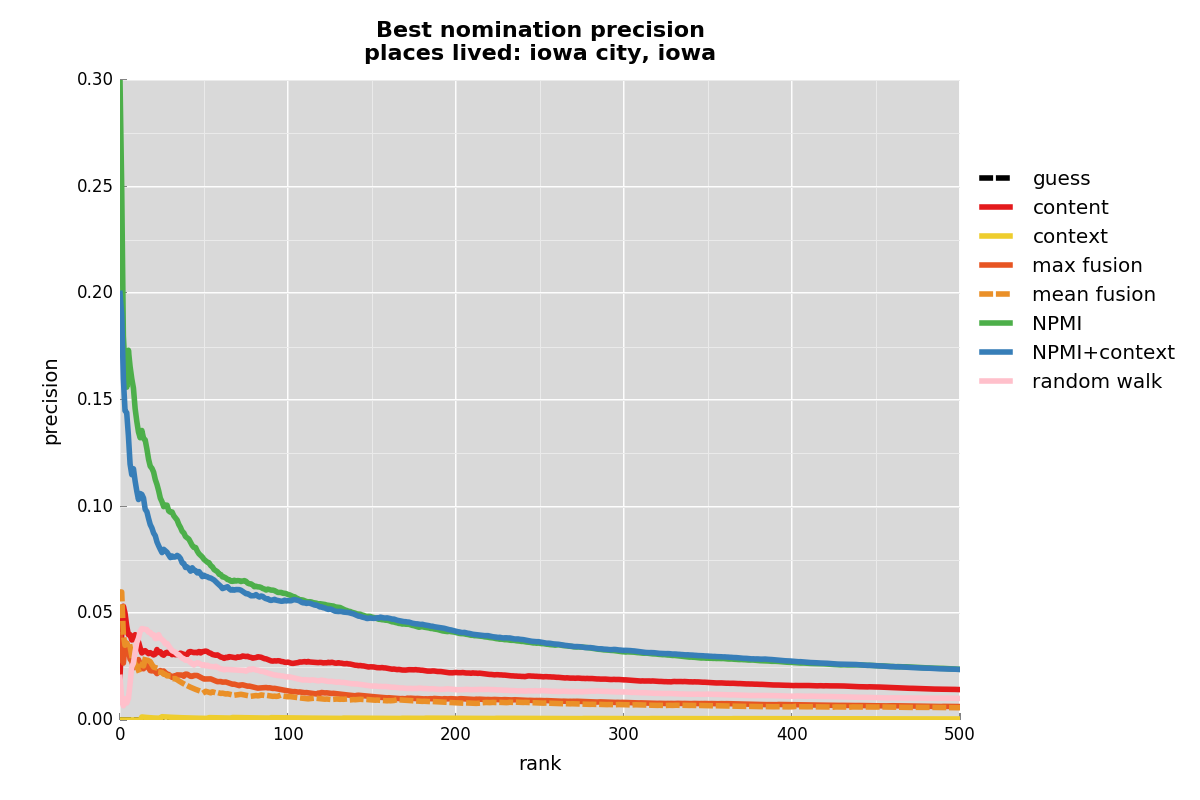 Best nomination precision
places lived: iowa city, iowa
0.30
0.25
0.20
0.15
0.10
0.05
0.00
precision
0 100 200 300 400 500
rank
guess
content
context
max fusion
mean fusion
NPMI
NPMI+context
random walk